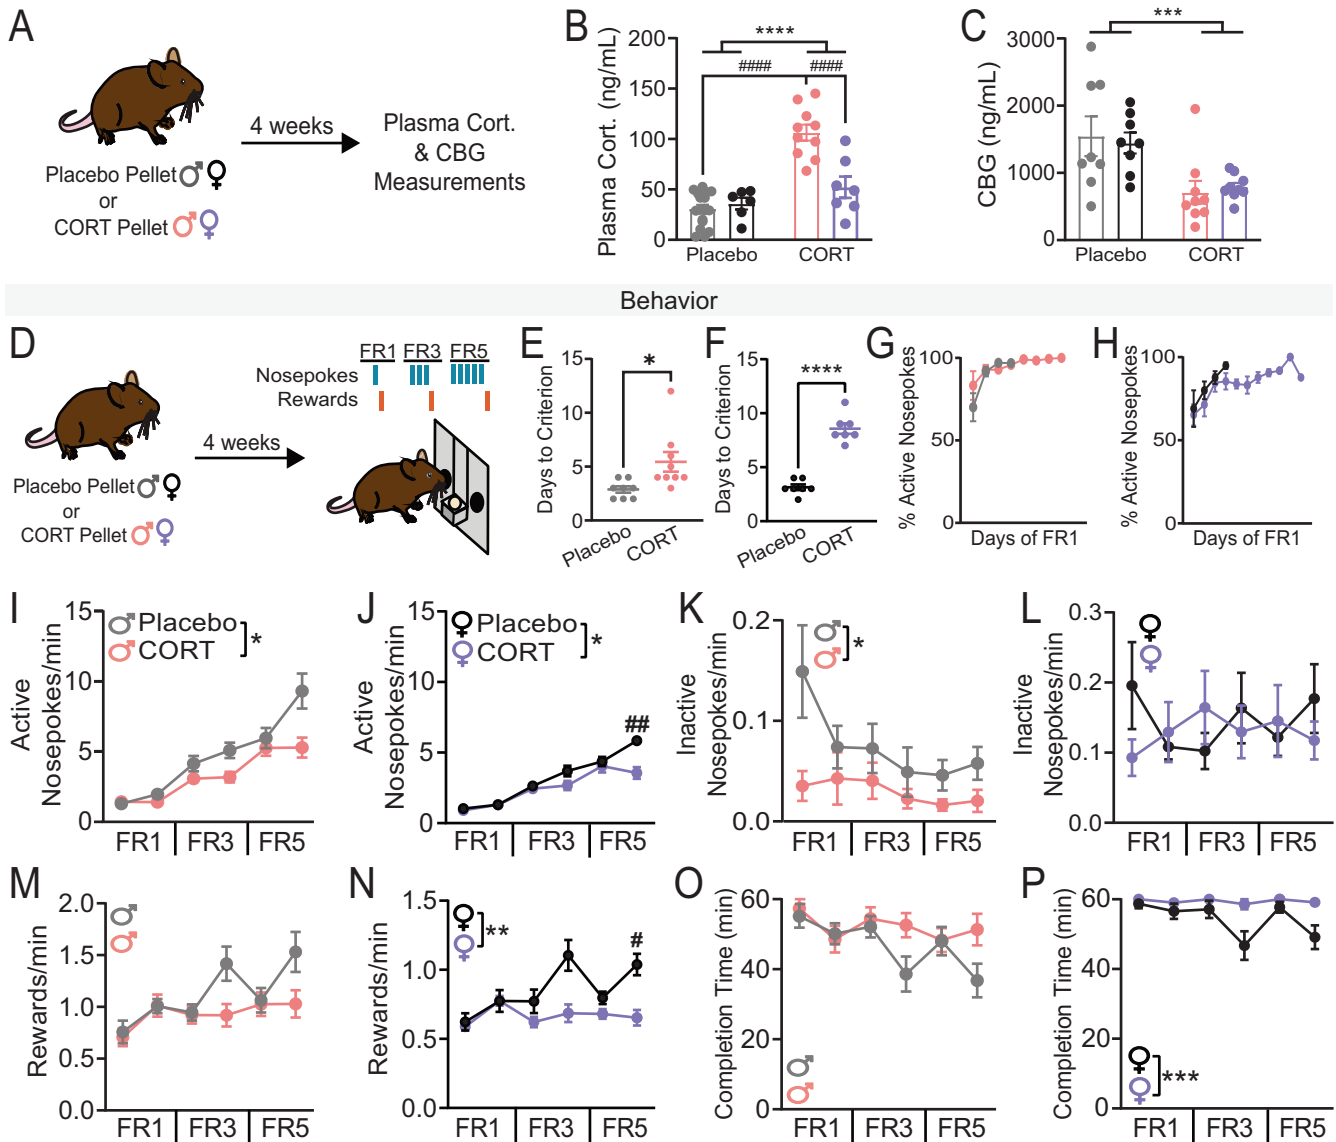 A
Placebo Pellet
or
CORT Pellet
4 weeks
Plasma Cort.
& CBG
Measurements
B
Plasma Cort. (ng/mL)
200
150
100
50
0
****
####
####
Placebo
CORT
C
CBG (ng/mL)
3000
2000
1000
0
***
Placebo
CORT
Behavior
D
Placebo Pellet
or
CORT Pellet
4 weeks
FR1 FR3 FR5
Nosepokes
Rewards
E
Days to Criterion
15
10
5
0
*
Placebo
CORT
F
Days to Criterion
15
10
5
0
****
Placebo
CORT
G
% Active Nosepokes
100
50
0
Days of FR1
H
% Active Nosepokes
100
50
0
Days of FR1
I
Active
Nosepokes/min
15
10
5
0
Placebo
CORT
*
FR1 FR3 FR5
J
Active
Nosepokes/min
15
10
5
0
Placebo
CORT
*
##
FR1 FR3 FR5
K
Inactive
Nosepokes/min
0.2
0.1
0.0
*
FR1 FR3 FR5
L
Inactive
Nosepokes/min
0.3
0.2
0.1
0.0
FR1 FR3 FR5
M
Rewards/min
2.0
1.5
1.0
0.5
0.0
FR1 FR3 FR5
N
Rewards/min
1.5
1.0
0.5
0.0
**
#
FR1 FR3 FR5
O
Completion Time (min)
60
40
20
0
FR1 FR3 FR5
P
Completion Time (min)
60
40
20
0
***
FR1 FR3 FR5